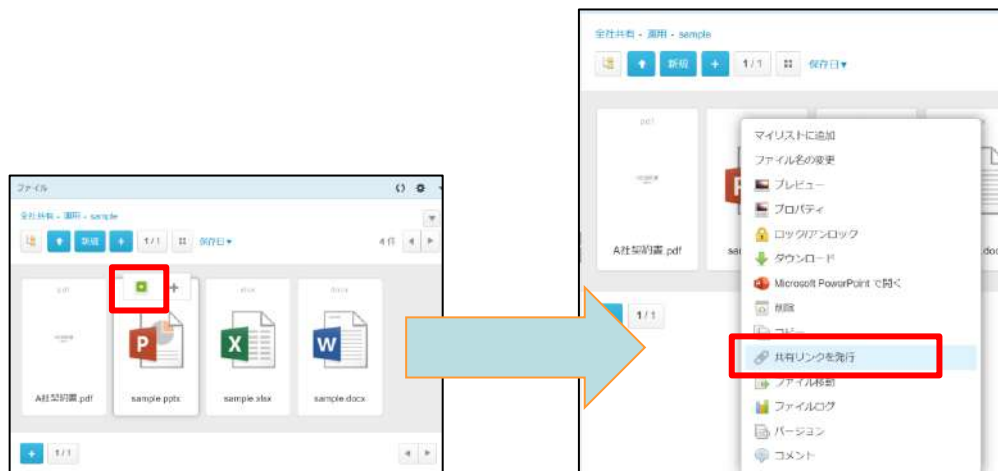 ファイル
全社共有 - 運用 - sample
新規
1/1
保存日▼
4件
pdf
xlsx
docx
A社契約書.pdf
sample.pptx
sample.xlsx
sample.docx
1/1
全社共有 - 運用 - sample
新規
1/1
保存日▼
pdf
A社契約書.pdf
マイリストに追加
ファイル名の変更
プレビュー
プロパティ
ロック/アンロック
ダウンロード
Microsoft PowerPoint で開く
削除
コピー
共有リンクを発行
ファイル移動
ファイルログ
バージョン
コメント
1/1